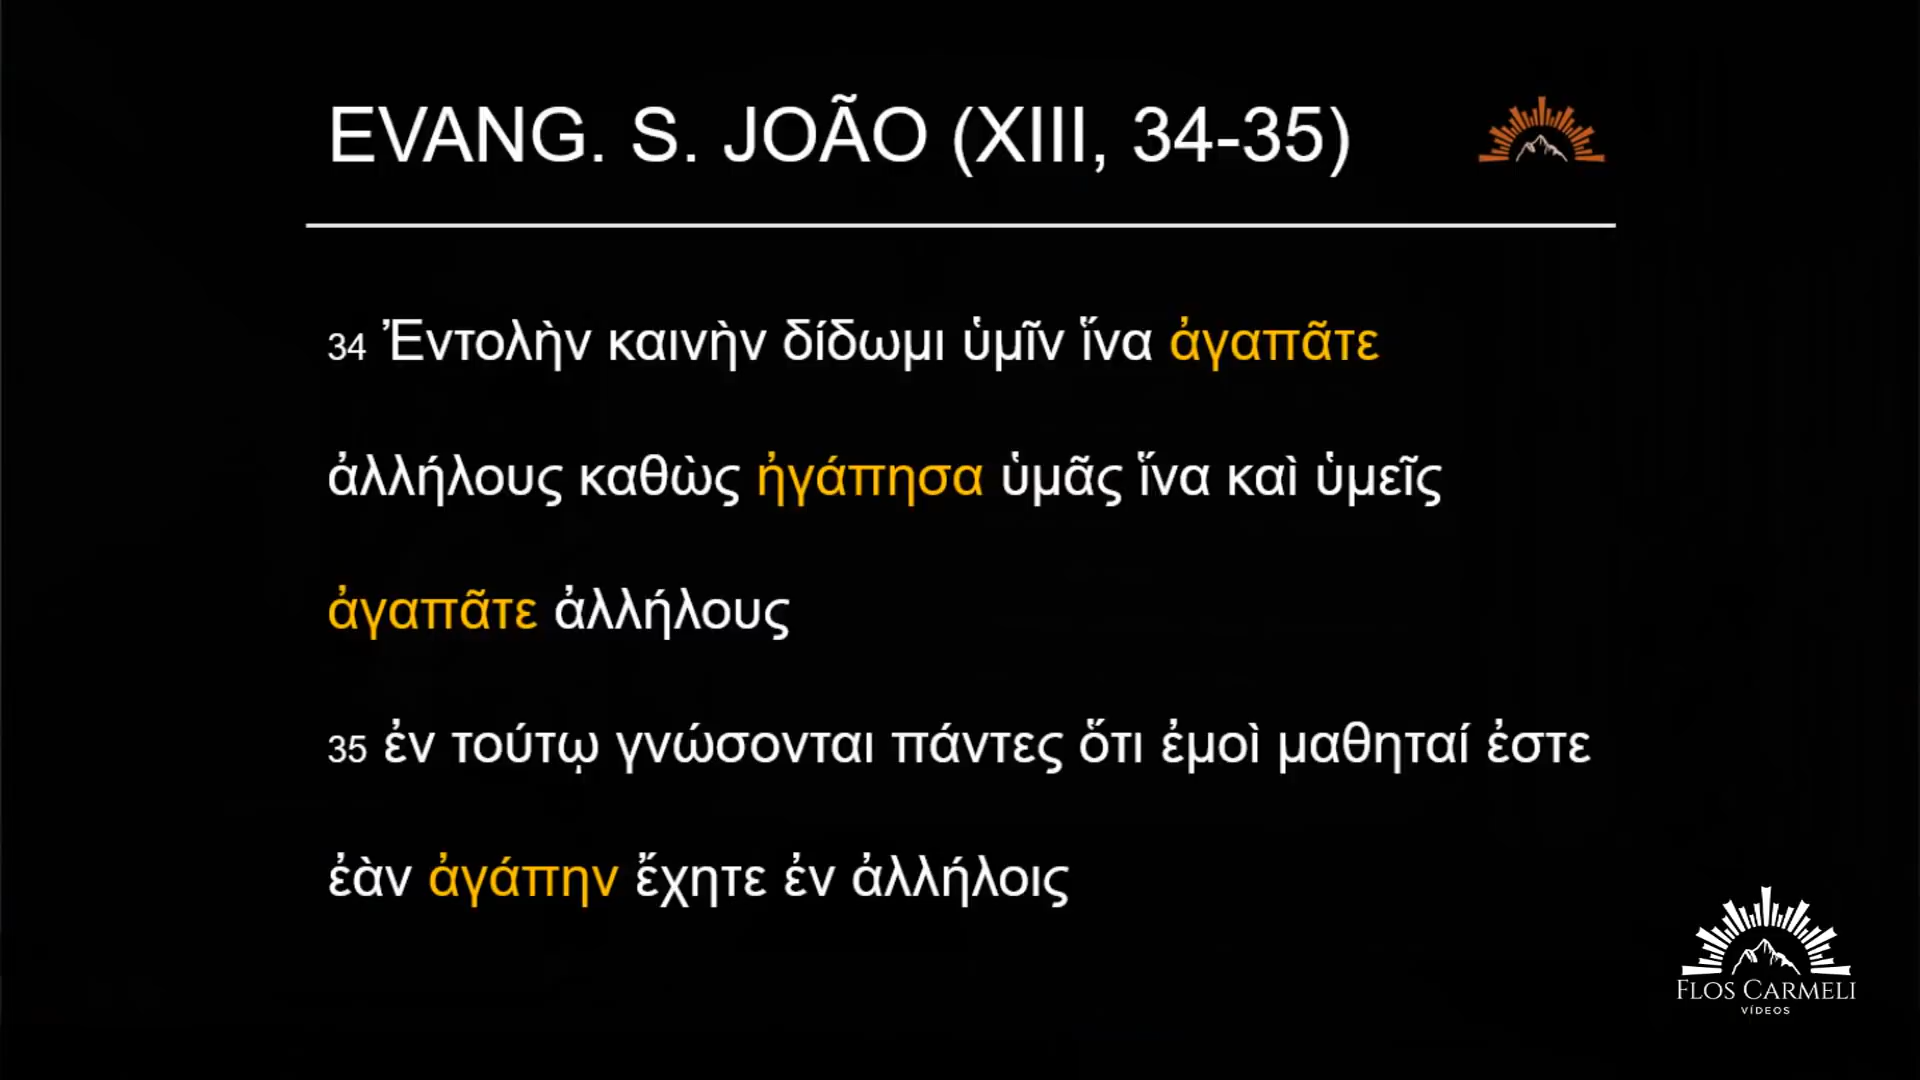 EVANG. S. JOÃO (XIII, 34-35)
34 Ἐντολὴν καινὴν δίδωμι ὑμῖν ἵνα ἀγαπᾶτε
ἀλλήλους καθὼς ἠγάπησα ὑμᾶς ἵνα καὶ ὑμεῖς
ἀγαπᾶτε ἀλλήλους
35 ἐν τούτῳ γνώσονται πάντες ὅτι ἐμοὶ μαθηταί ἐστε
ἐὰν ἀγάπην ἔχητε ἐν ἀλλήλοις
FLOS CARMELI
VÍDEOS